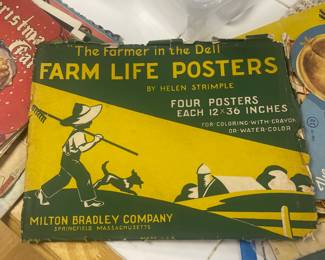 "The Farmer in the Dell
FARM LIFE POSTERS
BY HELEN STRIMPLE
FOUR POSTERS
EACH 12 x 36 INCHES
FOR COLORING WITH CRAYON
OR WATER COLOR
MILTON BRADLEY COMPANY
SPRINGFIELD MASSACHUSETTS